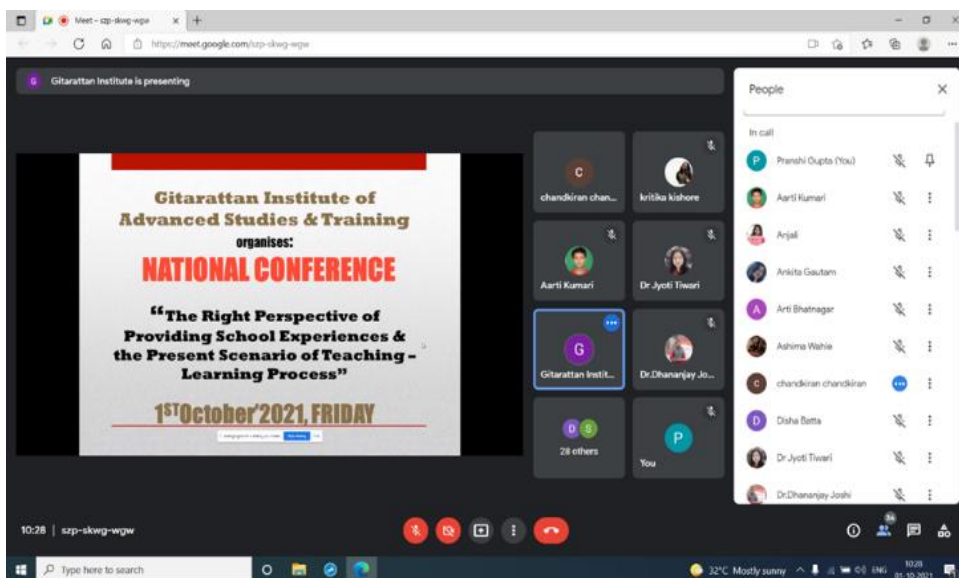 Meet - szp-skwg-wgw
https://meet.google.com/szp-skwg-wgw
G
Gitarattan Institute is presenting
Gitarattan Institute of
Advanced Studies & Training
organises:
NATIONAL CONFERENCE
“The Right Perspective of
Providing School Experiences &
the Present Scenario of Teaching –
Learning Process”
1ST October'2021, FRIDAY
C
chandkiran chan...
kritika kishore
Aarti Kumari
Dr Jyoti Tiwari
G
Gitarattan Instit...
Dr.Dhananjay Jo...
D S
28 others
P
You
People
In call
P Pranshi Gupta (You)
Aarti Kumari
Anjali
Ankita Gautam
A Arti Bhatnagar
Ashima Wahie
C chandkiran chandkiran
D Disha Batta
Dr Jyoti Tiwari
Dr.Dhananjay Joshi
10:28 | szp-skwg-wgw
36
Type here to search
32°C Mostly sunny
ENG
10:28
01-10-2021